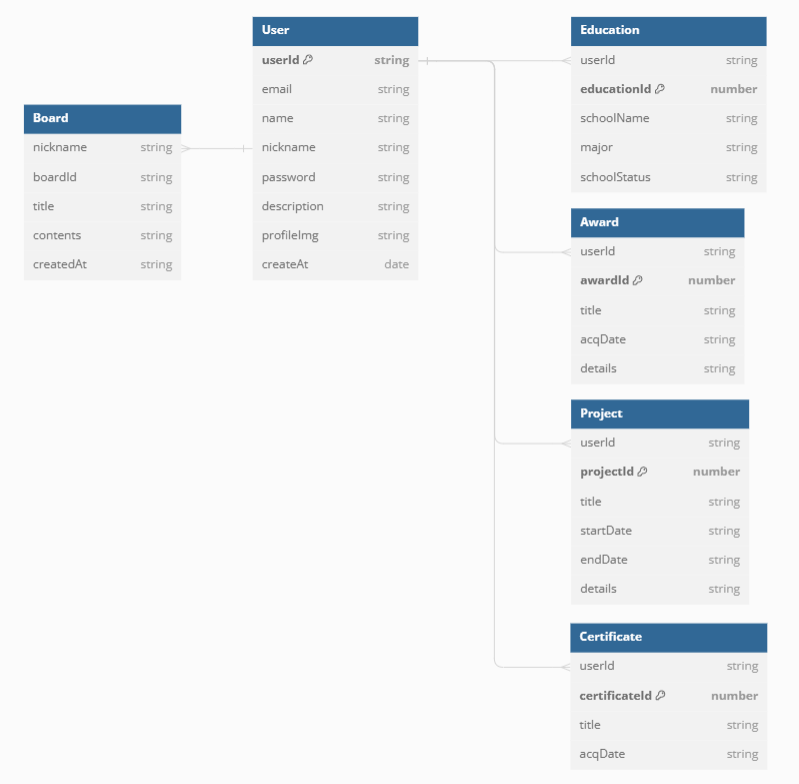 Board
nickname string
boardId string
title string
contents string
createdAt string
User
userId string
email string
name string
nickname string
password string
description string
profileImg string
createAt date
Education
userId string
educationId number
schoolName string
major string
schoolStatus string
Award
userId string
awardId number
title string
acqDate string
details string
Project
userId string
projectId number
title string
startDate string
endDate string
details string
Certificate
userId string
certificateId number
title string
acqDate string